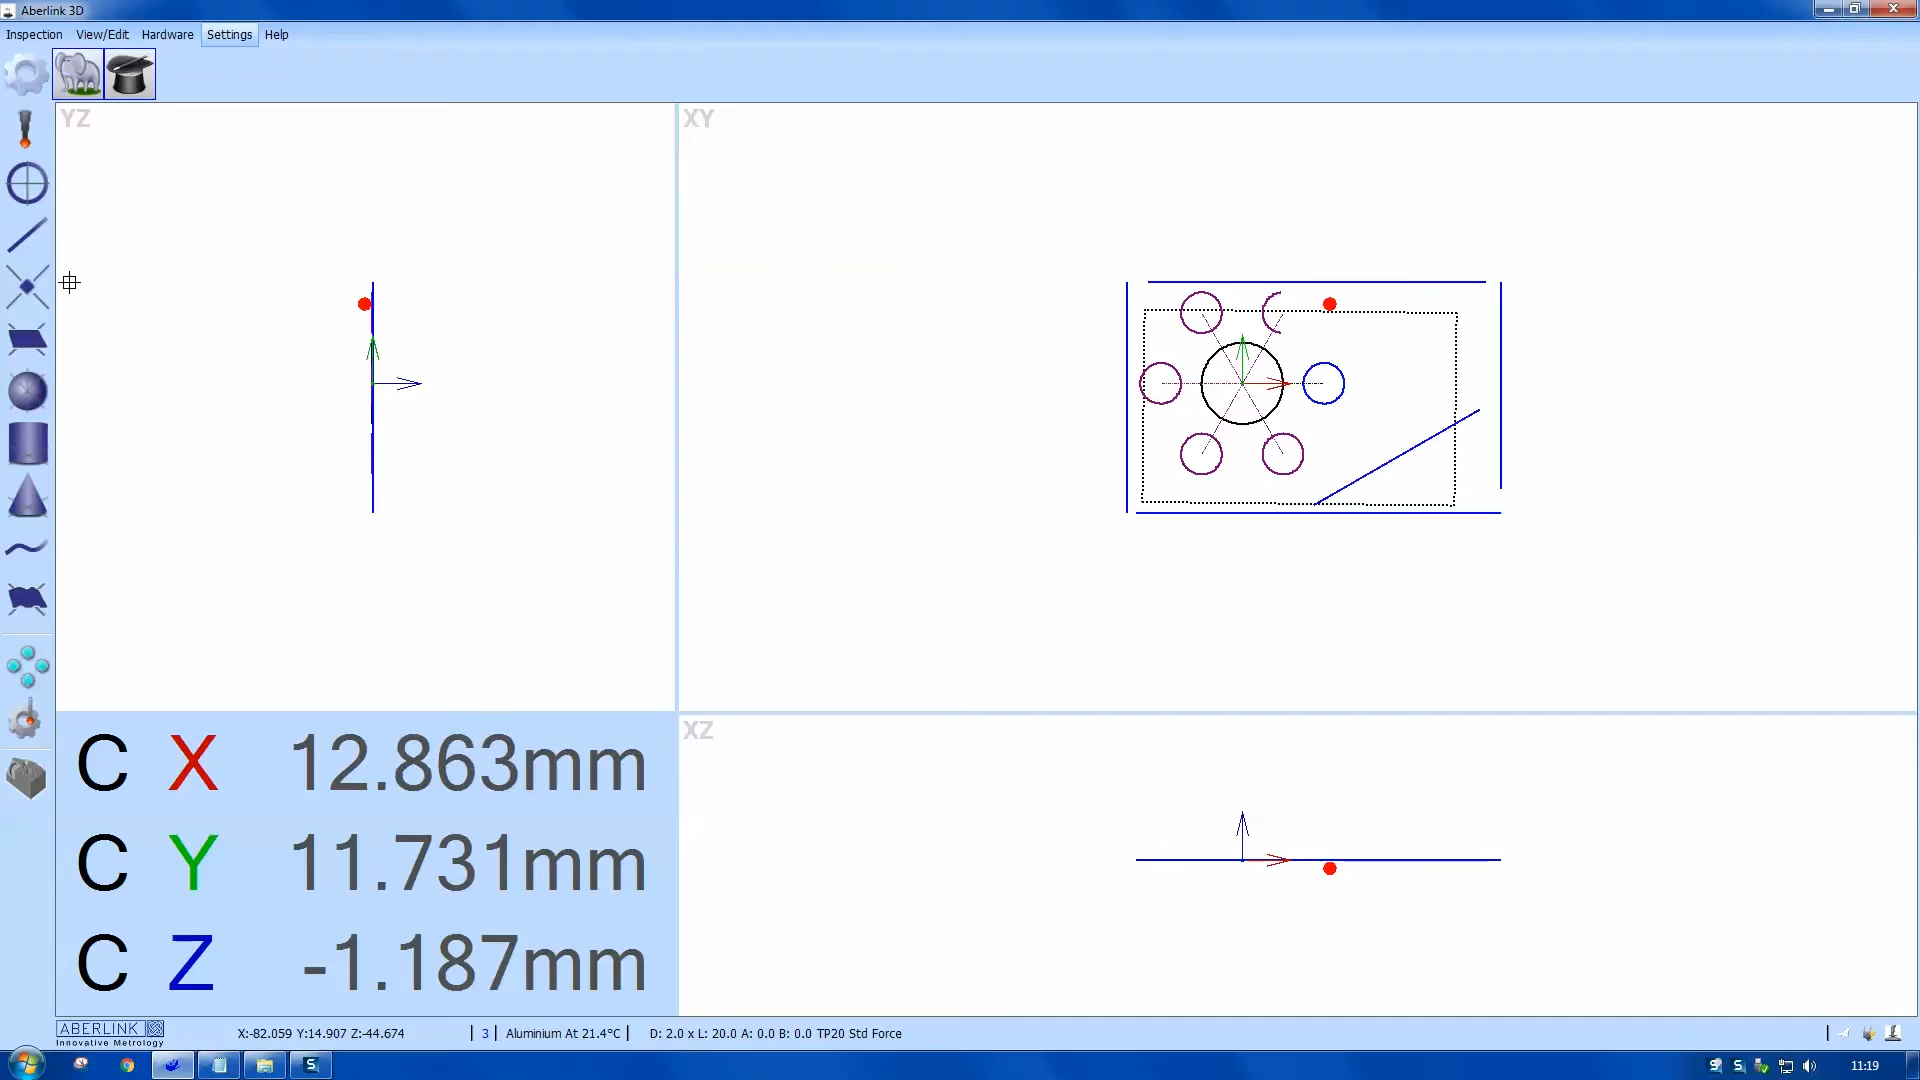 Aberlink 3D
Inspection View/Edit Hardware Settings Help
YZ
XY
C X 12.863mm
C Y 11.731mm
C Z -1.187mm
XZ
ABERLINK
Innovative Metrology
X:-82.059 Y:14.907 Z:-44.674 | 3 | Aluminium At 21.4°C | D: 2.0 x L: 20.0 A: 0.0 B: 0.0 TP20 Std Force |
S S 11:19